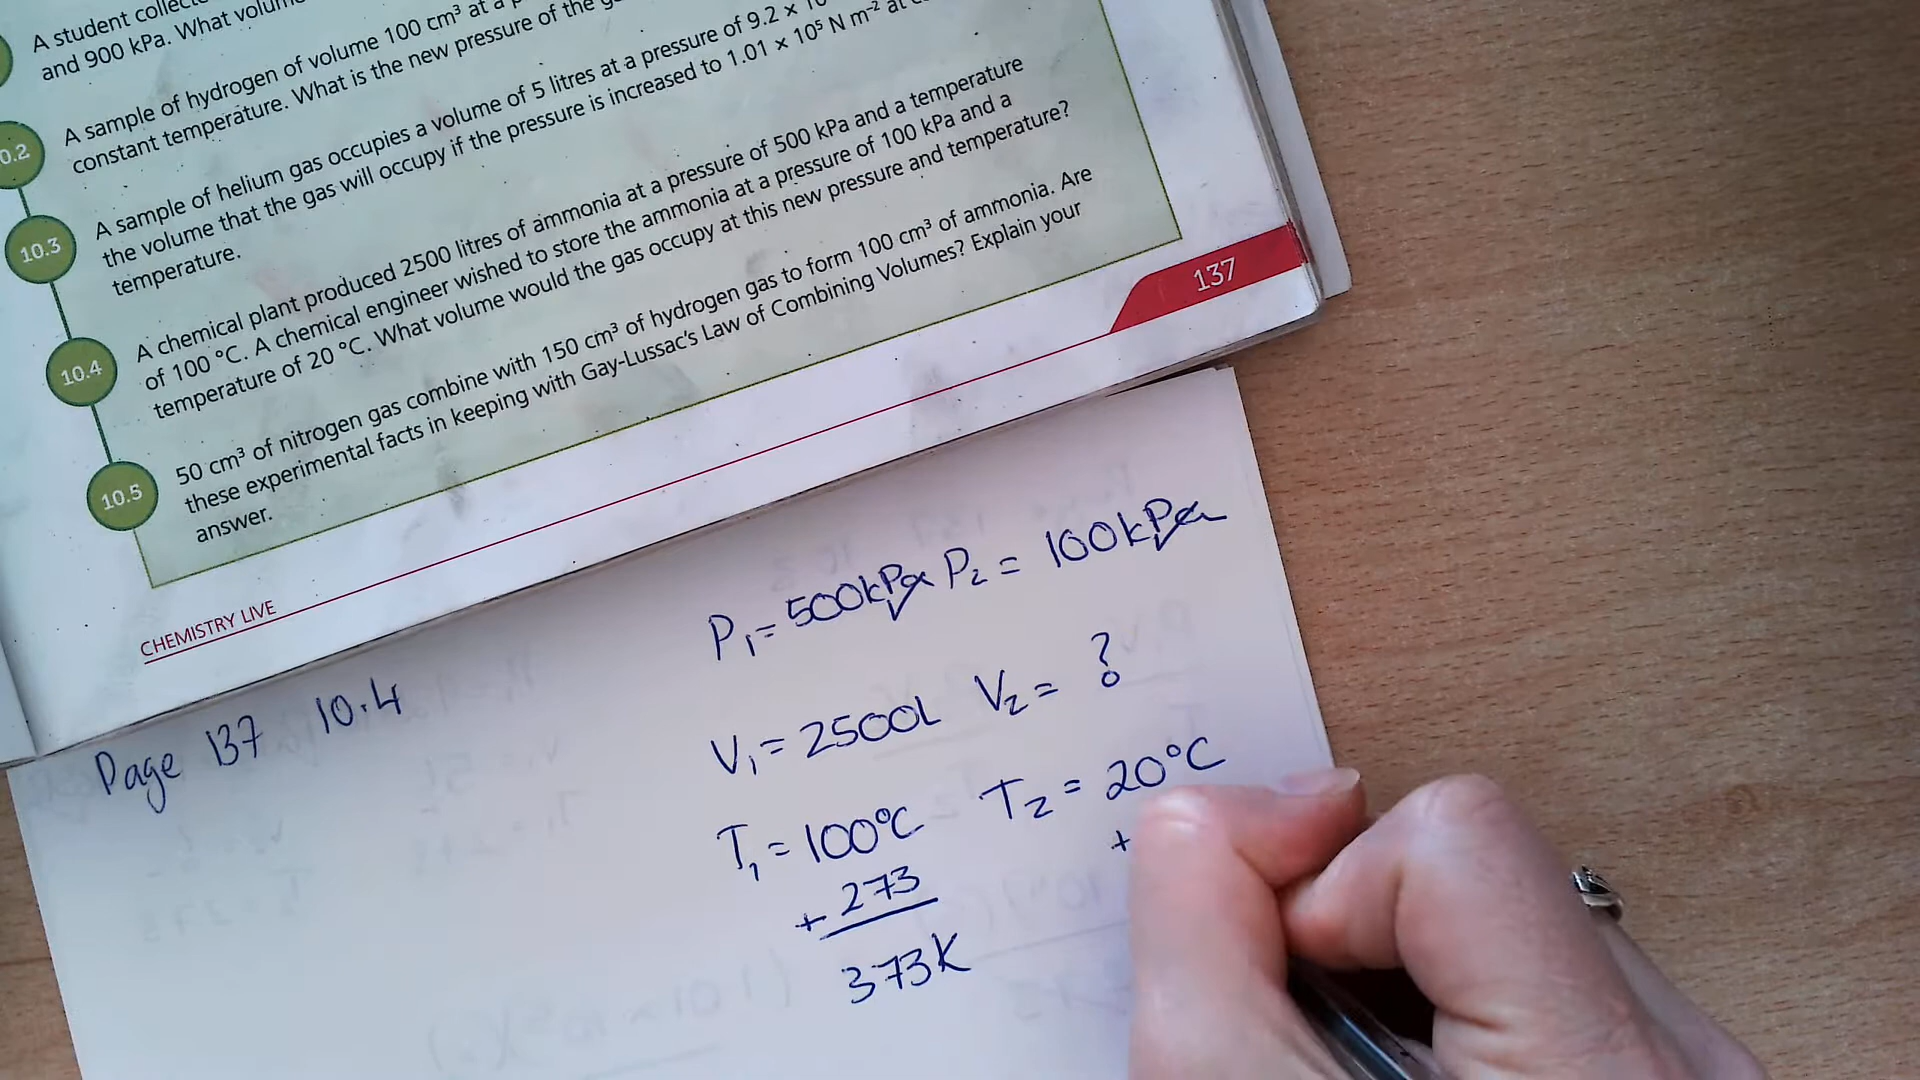 A student
and 900 kPa. What
0.2
A sample of hydrogen of volume 100 cm³ at a
constant temperature. What is the new pressure of the
10.3
A sample of helium gas occupies a volume of 5 litres at a pressure of 9.2 ×
the volume that the gas will occupy if the pressure is increased to 1.01 × 10⁵ N m⁻² at
temperature.
10.4
A chemical plant produced 2500 litres of ammonia at a pressure of 500 kPa and a temperature
of 100 °C. A chemical engineer wished to store the ammonia at a pressure of 100 kPa and a
temperature of 20 °C. What volume would the gas occupy at this new pressure and temperature?
10.5
50 cm³ of nitrogen gas combine with 150 cm³ of hydrogen gas to form 100 cm³ of ammonia. Are
these experimental facts in keeping with Gay-Lussac's Law of Combining Volumes? Explain your
answer.
137
CHEMISTRY LIVE
Page 137 10.4
P₁ = 500kPa P₂ = 100kPa
V₁ = 2500L V₂ = ?
T₁ = 100°C T₂ = 20°C
+ 273 +
373K